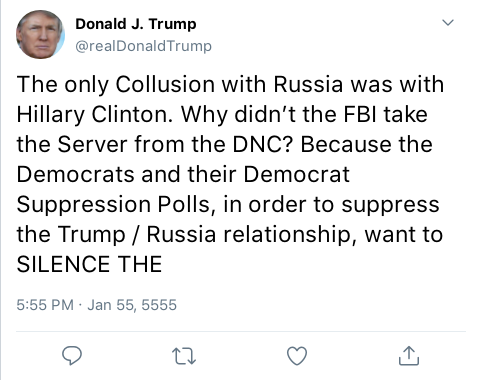 Donald J. Trump
@realDonaldTrump
The only Collusion with Russia was with
Hillary Clinton. Why didn’t the FBI take
the Server from the DNC? Because the
Democrats and their Democrat
Suppression Polls, in order to suppress
the Trump / Russia relationship, want to
SILENCE THE
5:55 PM · Jan 55, 5555